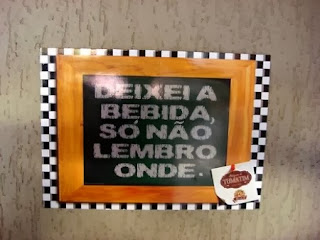 DEIXEI A
BEBIDA,
SÓ NÃO
LEMBRO
ONDE.